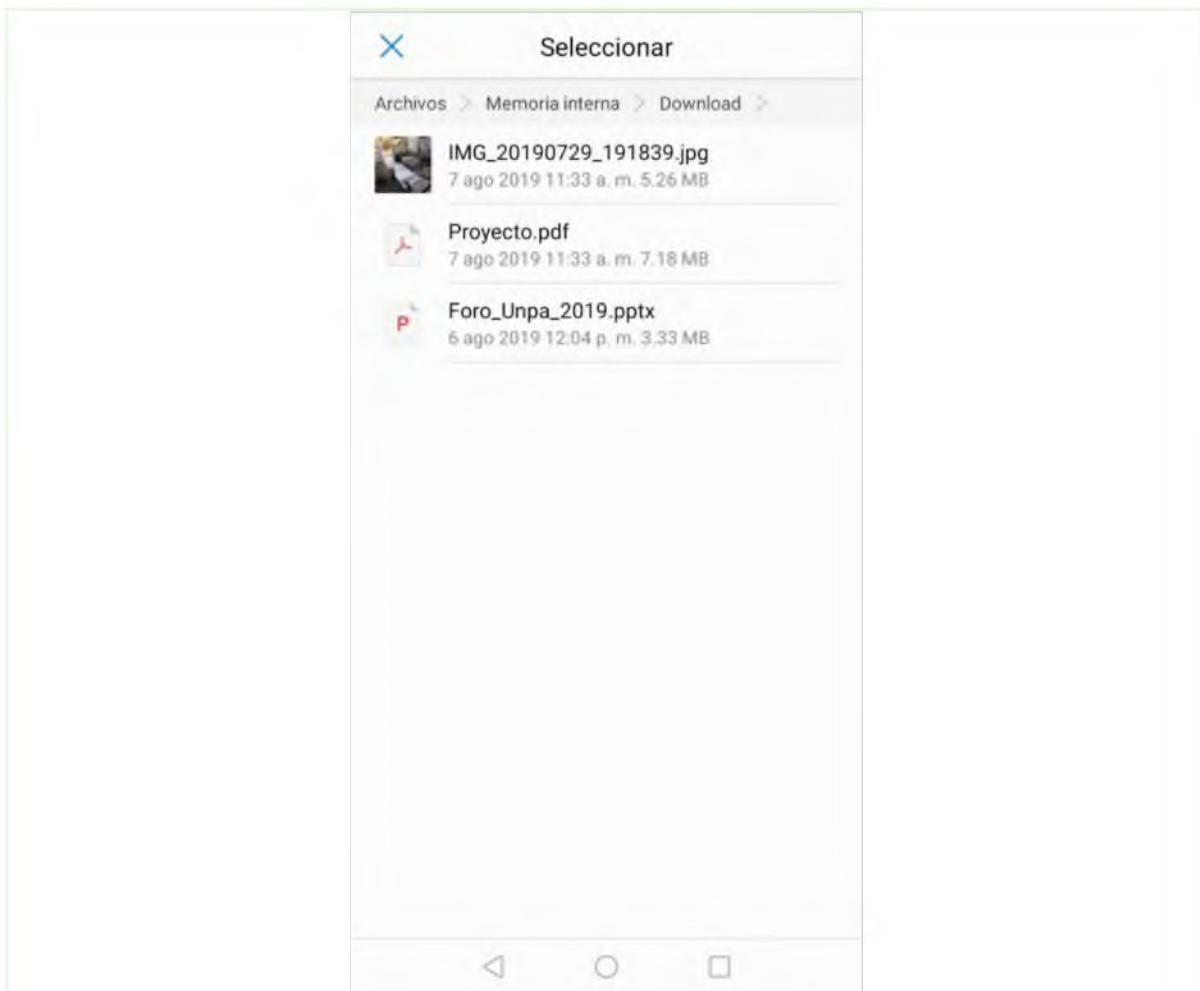 Seleccionar
Archivos > Memoria interna > Download >
IMG_20190729_191839.jpg
7 ago 2019 11:33 a. m. 5.26 MB
Proyecto.pdf
7 ago 2019 11:33 a. m. 7.18 MB
P
Foro_Unpa_2019.pptx
6 ago 2019 12:04 p. m. 3.33 MB